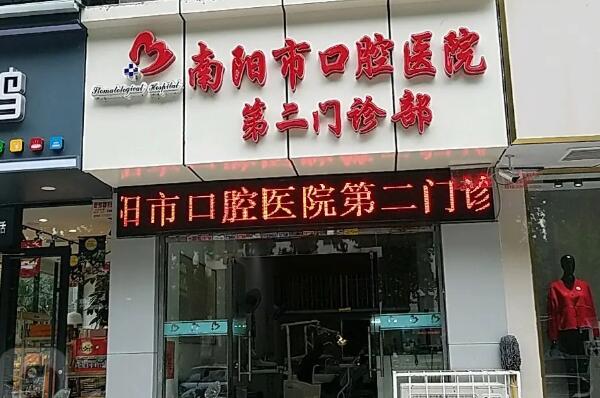 南阳市口腔医院
Stomatological Hospital
第二门诊部
阳市口腔医院第二门诊